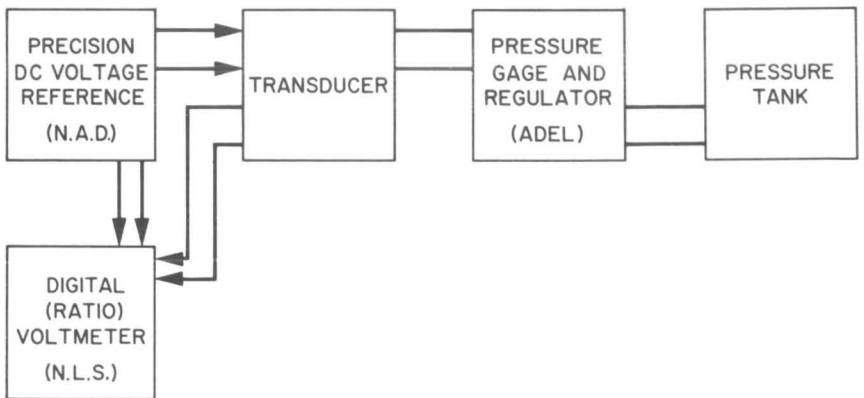 PRECISION
DC VOLTAGE
REFERENCE
(N.A.D.)
TRANSDUCER
PRESSURE
GAGE AND
REGULATOR
(ADEL)
PRESSURE
TANK
DIGITAL
(RATIO)
VOLTMETER
(N.L.S.)